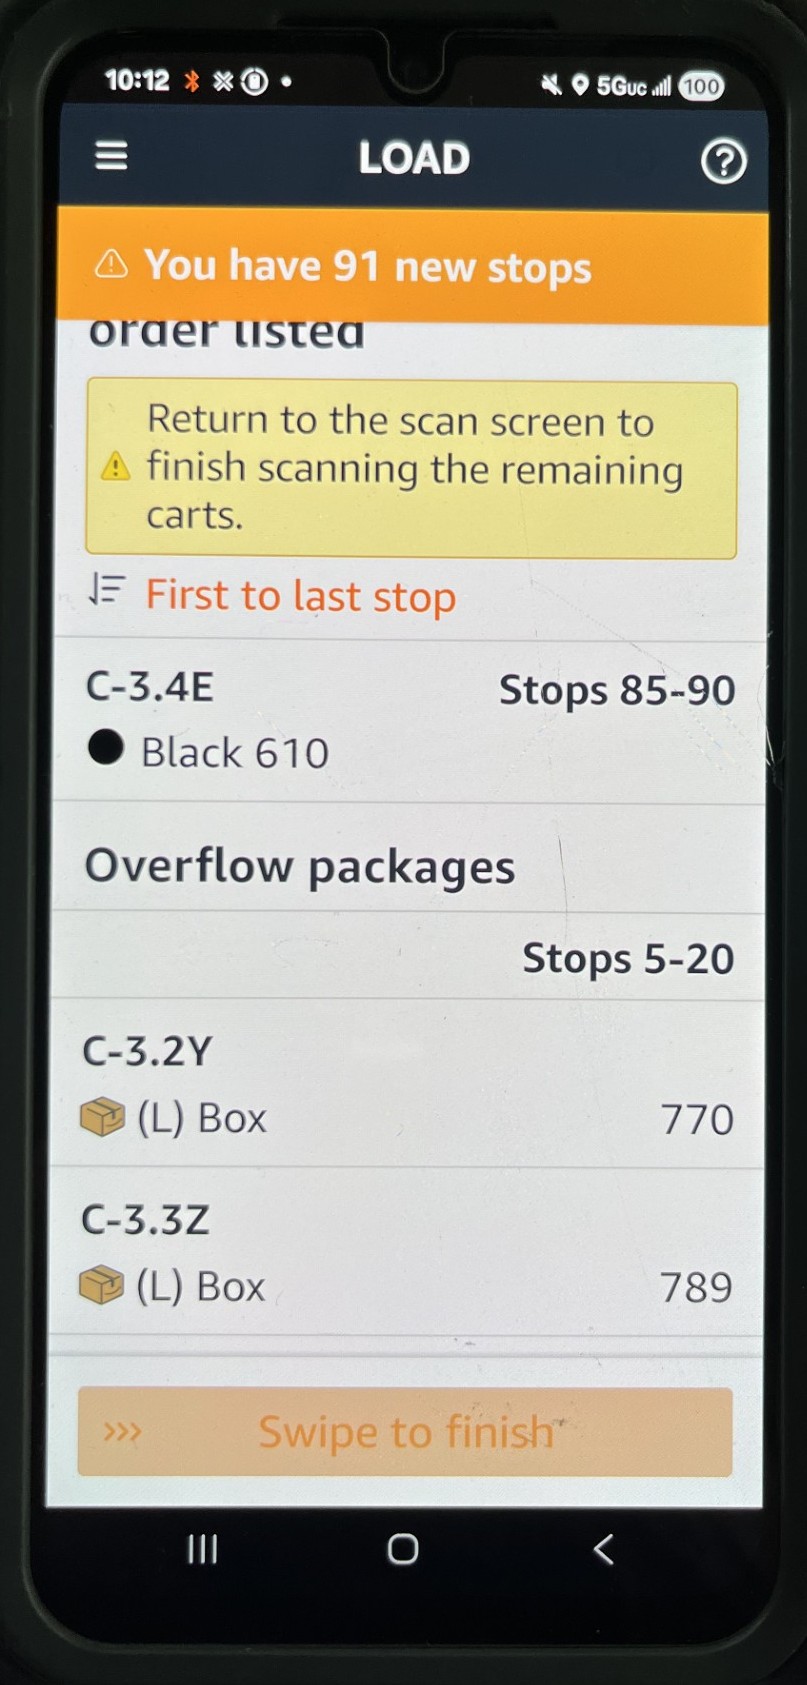 10:12 5Guc 100
LOAD
You have 91 new stops
order listed
Return to the scan screen to
finish scanning the remaining
carts.
First to last stop
C-3.4E Stops 85-90
Black 610
Overflow packages
Stops 5-20
C-3.2Y
(L) Box 770
C-3.3Z
(L) Box 789
>>> Swipe to finish